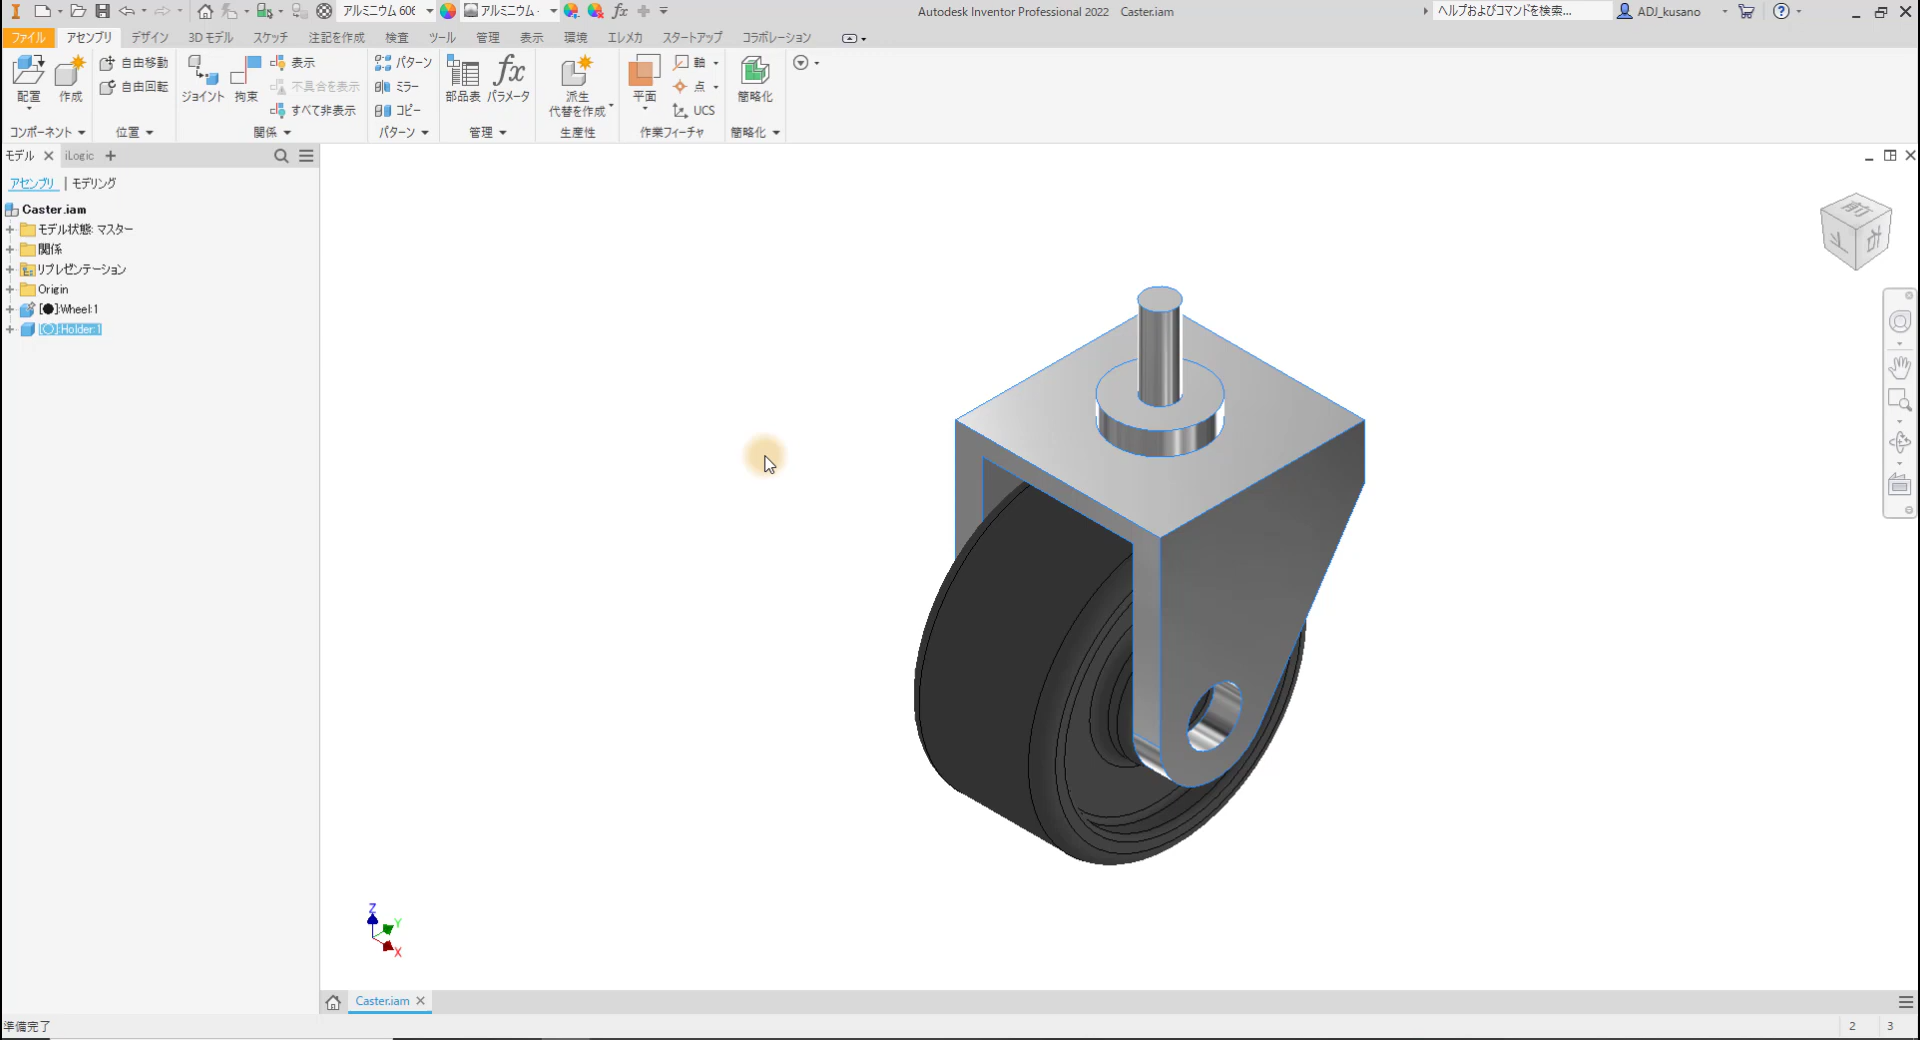 アルミニウム 606
アルミニウム -
fx
Autodesk Inventor Professional 2022 Caster.iam
ヘルプおよびコマンドを検索...
ADJ_kusano
ファイル アセンブリ デザイン 3D モデル スケッチ 注記を作成 検査 ツール 管理 表示 環境 エレメカ スタートアップ コラボレーション
配置
作成
自由移動
自由回転
ジョイント
拘束
表示
不具合を表示
すべて非表示
パターン
ミラー
コピー
部品表
fx
パラメータ
派生
代替を作成
平面
軸
点
UCS
簡略化
コンポーネント 位置 関係 パターン 管理 生産性 作業フィーチャ 簡略化
モデル iLogic
アセンブリ | モデリング
Caster.iam
モデル状態: マスター
関係
リプレゼンテーション
Origin
[●]:Wheel:1
[○]:Holder:1
Z
Y
X
Caster.iam
準備完了
2 3